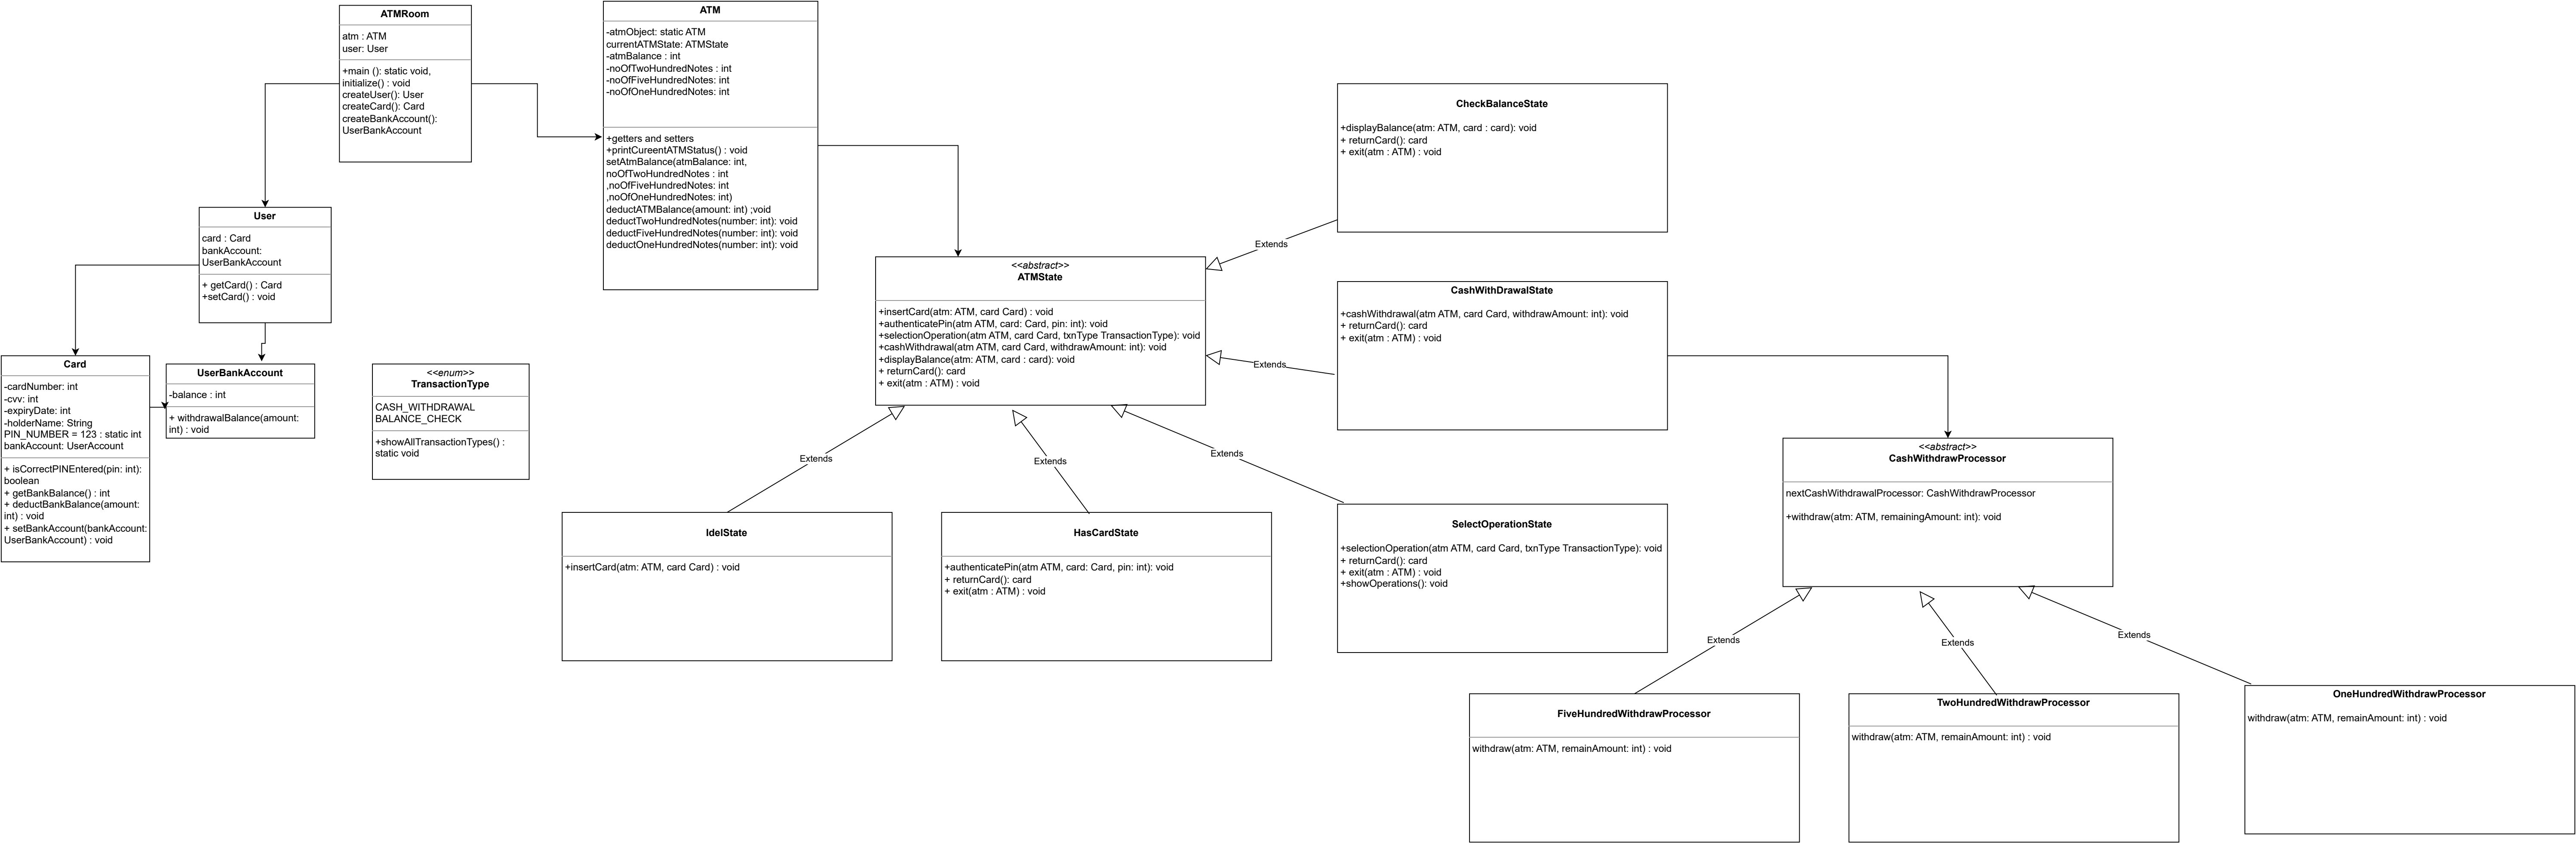 ATMRoom
atm : ATM
user: User
+main (): static void,
initialize() : void
createUser(): User
createCard(): Card
createBankAccount():
UserBankAccount
ATM
-atmObject: static ATM
currentATMState: ATMState
-atmBalance : int
-noOfTwoHundredNotes : int
-noOfFiveHundredNotes: int
-noOfOneHundredNotes: int
+getters and setters
+printCureentATMStatus() : void
setAtmBalance(atmBalance: int,
noOfTwoHundredNotes : int
,noOfFiveHundredNotes: int
,noOfOneHundredNotes: int)
deductATMBalance(amount: int) ;void
deductTwoHundredNotes(number: int): void
deductFiveHundredNotes(number: int): void
deductOneHundredNotes(number: int): void
CheckBalanceState
+displayBalance(atm: ATM, card : card): void
+ returnCard(): card
+ exit(atm : ATM) : void
User
card : Card
bankAccount:
UserBankAccount
+ getCard() : Card
+setCard() : void
Extends
<<abstract>>
ATMState
+insertCard(atm: ATM, card Card) : void
+authenticatePin(atm ATM, card: Card, pin: int): void
+selectionOperation(atm ATM, card Card, txnType TransactionType): void
+cashWithdrawal(atm ATM, card Card, withdrawAmount: int): void
+displayBalance(atm: ATM, card : card): void
+ returnCard(): card
+ exit(atm : ATM) : void
CashWithDrawalState
+cashWithdrawal(atm ATM, card Card, withdrawAmount: int): void
+ returnCard(): card
+ exit(atm : ATM) : void
Extends
Card
-cardNumber: int
-cvv: int
-expiryDate: int
-holderName: String
PIN_NUMBER = 123 : static int
bankAccount: UserAccount
+ isCorrectPINEntered(pin: int):
boolean
+ getBankBalance() : int
+ deductBankBalance(amount:
int) : void
+ setBankAccount(bankAccount:
UserBankAccount) : void
UserBankAccount
-balance : int
+ withdrawalBalance(amount:
int) : void
<<enum>>
TransactionType
CASH_WITHDRAWAL
BALANCE_CHECK
+showAllTransactionTypes() :
static void
Extends
Extends
Extends
<<abstract>>
CashWithdrawProcessor
nextCashWithdrawalProcessor: CashWithdrawProcessor
+withdraw(atm: ATM, remainingAmount: int): void
IdelState
+insertCard(atm: ATM, card Card) : void
HasCardState
+authenticatePin(atm ATM, card: Card, pin: int): void
+ returnCard(): card
+ exit(atm : ATM) : void
SelectOperationState
+selectionOperation(atm ATM, card Card, txnType TransactionType): void
+ returnCard(): card
+ exit(atm : ATM) : void
+showOperations(): void
Extends
Extends
Extends
FiveHundredWithdrawProcessor
withdraw(atm: ATM, remainAmount: int) : void
TwoHundredWithdrawProcessor
withdraw(atm: ATM, remainAmount: int) : void
OneHundredWithdrawProcessor
withdraw(atm: ATM, remainAmount: int) : void